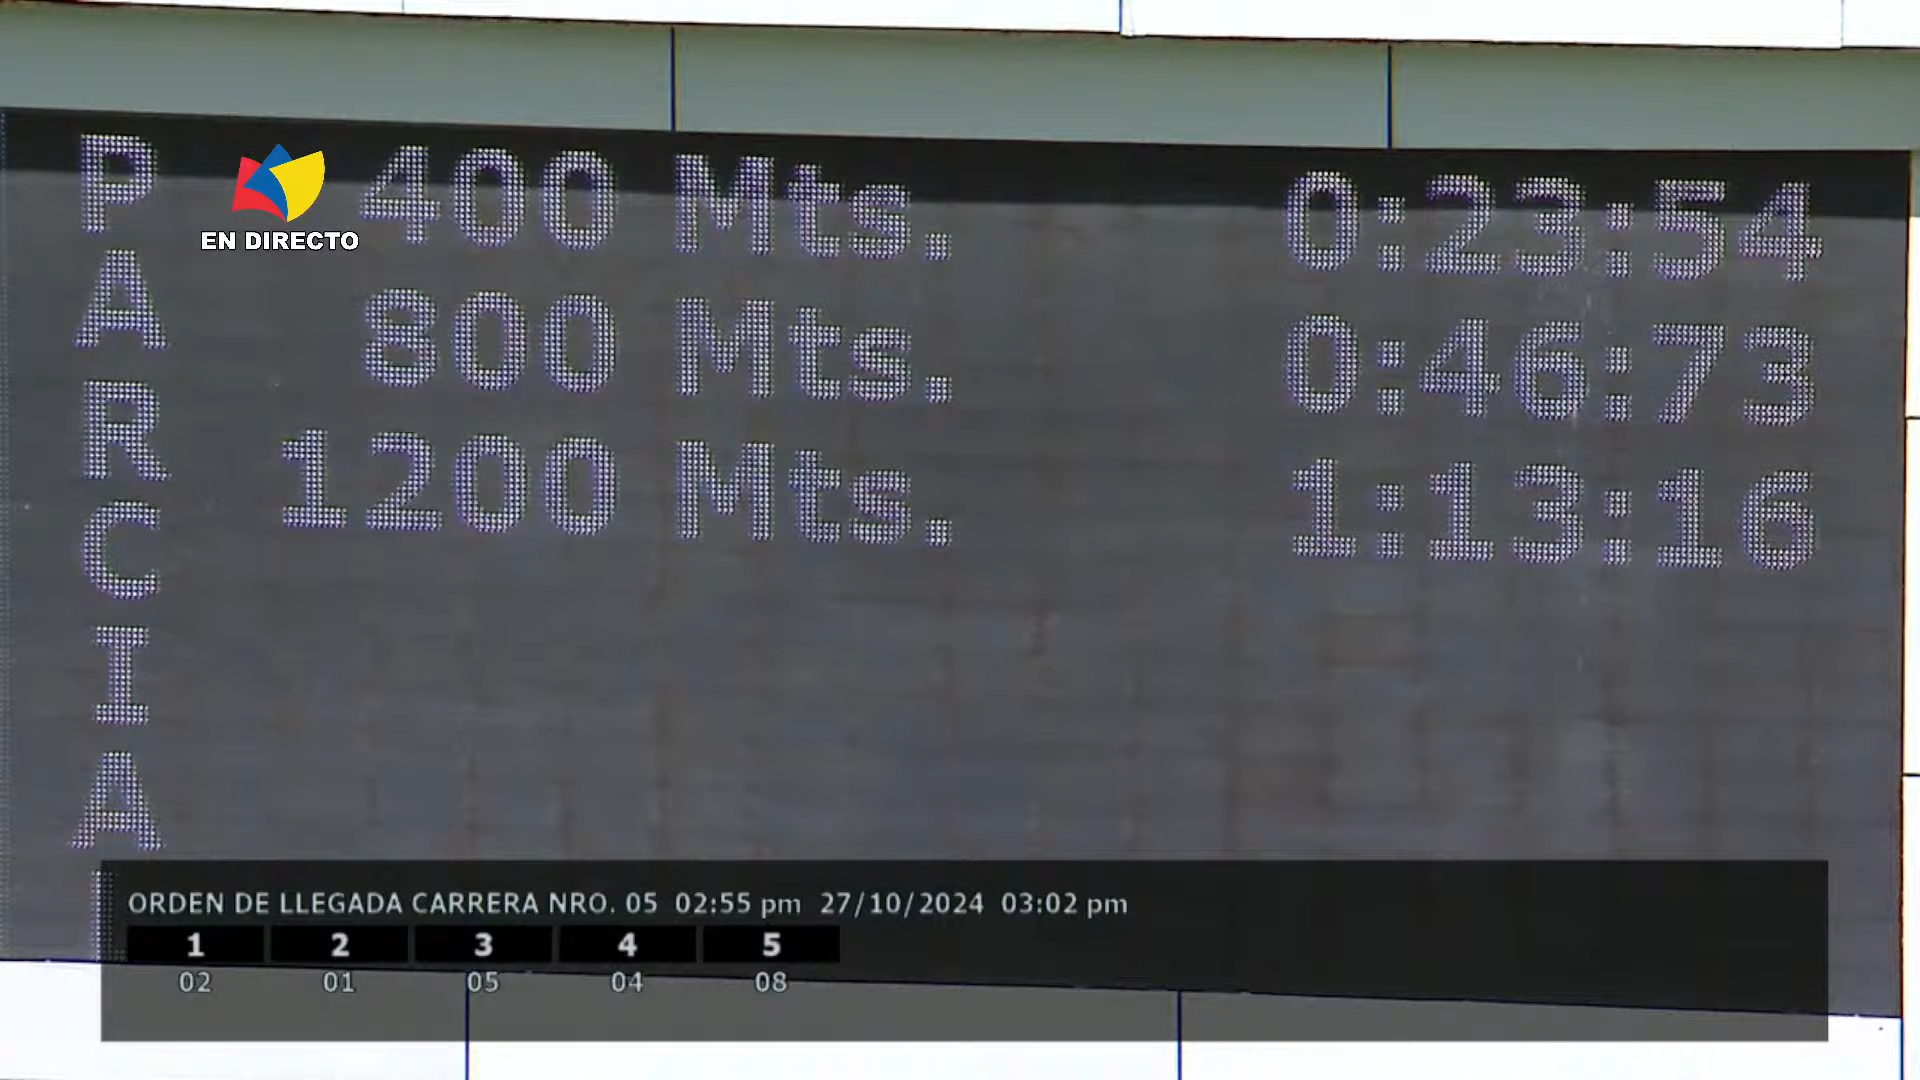 PARCIAL
400 Mts. 0:23:54
800 Mts. 0:46:73
1200 Mts. 1:13:16
EN DIRECTO
ORDEN DE LLEGADA CARRERA NRO. 05 02:55 pm 27/10/2024 03:02 pm
1 2 3 4 5
02 01 05 04 08